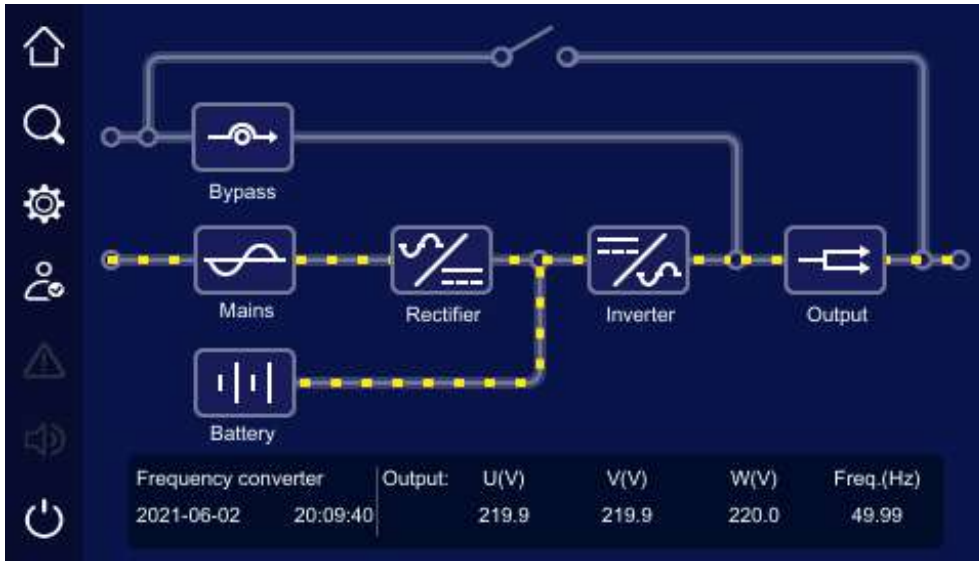 Bypass
Mains
Rectifier
Inverter
Output
Battery
Frequency converter Output: U(V) V(V) W(V) Freq.(Hz)
2021-06-02 20:09:40 219.9 219.9 220.0 49.99